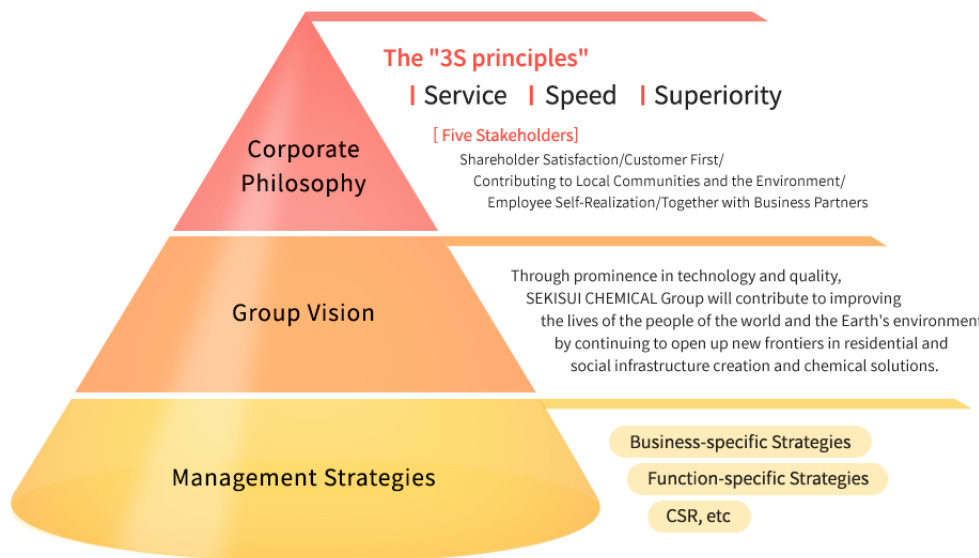 The "3S principles"
Service Speed Superiority
[ Five Stakeholders]
Shareholder Satisfaction/Customer First/
Contributing to Local Communities and the Environment/
Employee Self-Realization/Together with Business Partners
Corporate
Philosophy
Through prominence in technology and quality,
SEKISUI CHEMICAL Group will contribute to improving
the lives of the people of the world and the Earth's environment
by continuing to open up new frontiers in residential and
social infrastructure creation and chemical solutions.
Group Vision
Business-specific Strategies
Function-specific Strategies
CSR, etc
Management Strategies